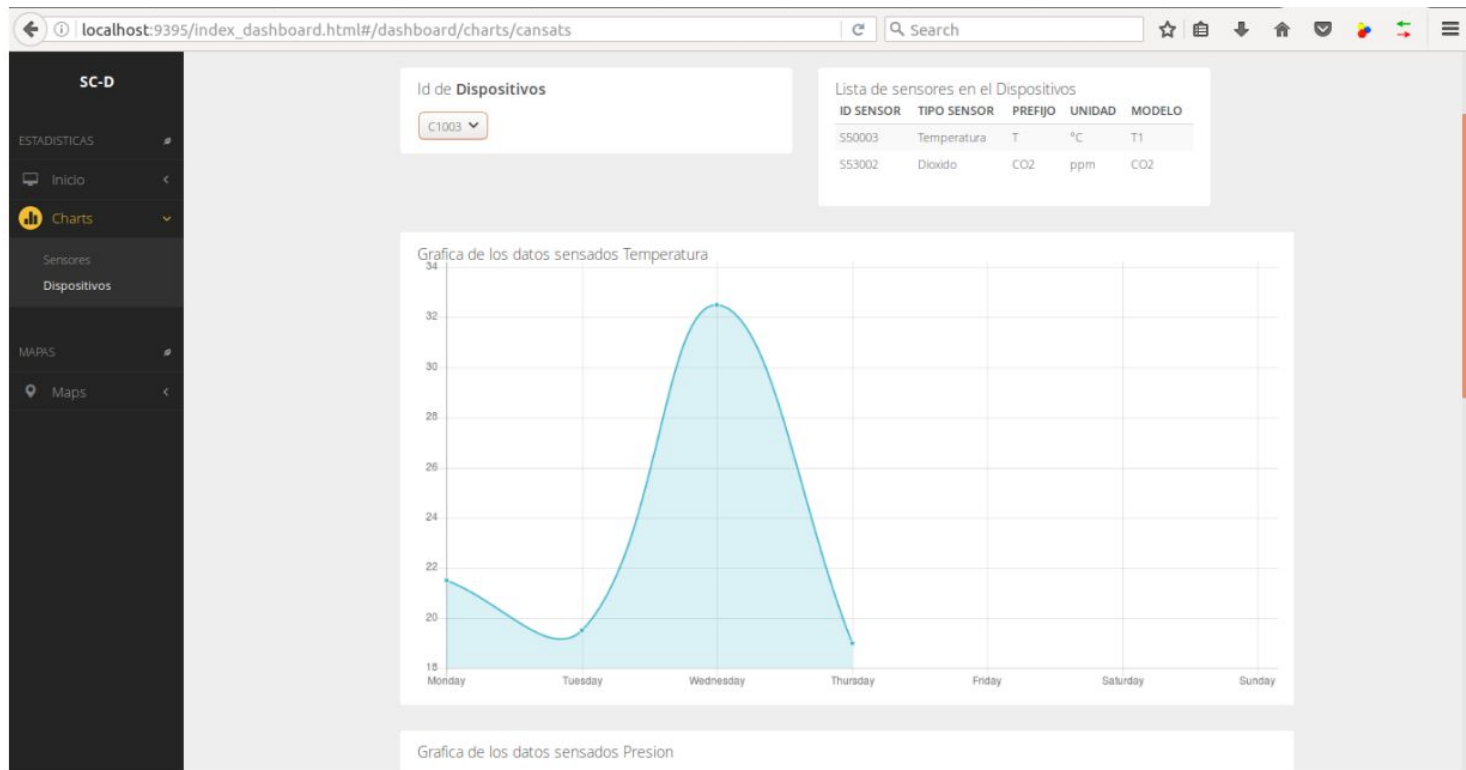 localhost:9395/index_dashboard.html#/dashboard/charts/cansats
Search
SC-D
ESTADISTICAS
Inicio
Charts
Sensores
Dispositivos
MAPAS
Maps
Id de Dispositivos
C1003
Lista de sensores en el Dispositivos
ID SENSOR TIPO SENSOR PREFIJO UNIDAD MODELO
S50003 Temperatura T °C T1
S53002 Dioxido CO2 ppm CO2
Grafica de los datos sensados Temperatura
34
32
30
28
26
24
22
20
18
Monday Tuesday Wednesday Thursday Friday Saturday Sunday
Grafica de los datos sensados Presion